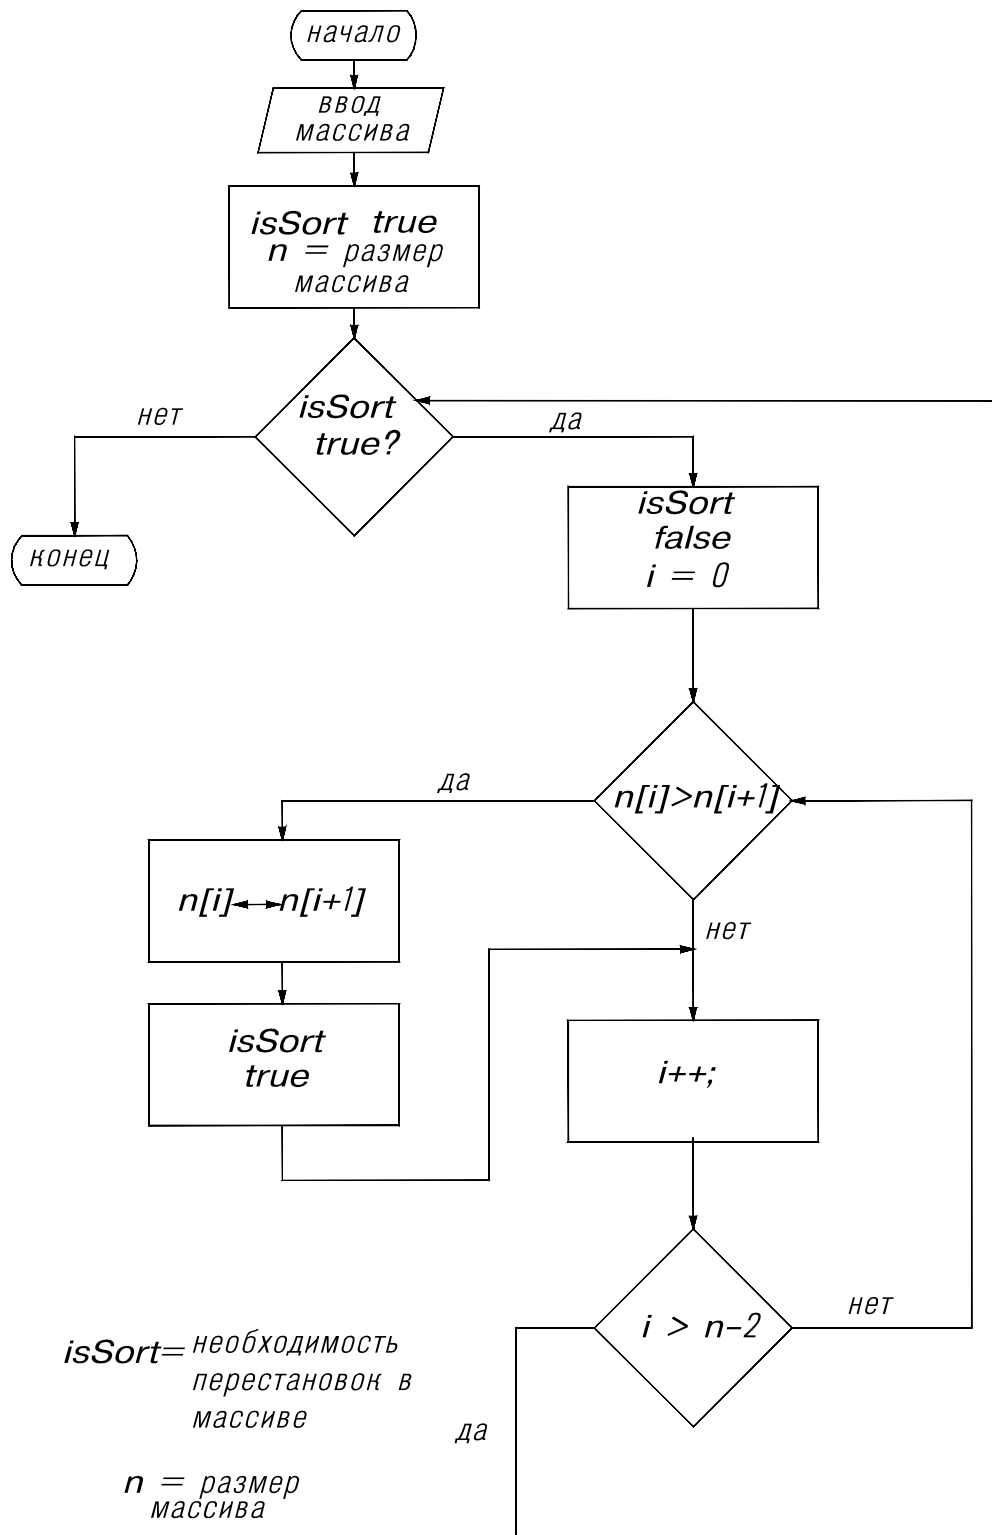 начало
ввод
массива
isSort true
n = размер
массива
isSort
true?
нет
да
конец
isSort
false
i = 0
n[i]>n[i+1]
да
n[i] n[i+1]
нет
isSort
true
i++;
i > n-2
нет
да
isSort= необходимость
перестановок в
массиве
n = размер
массива